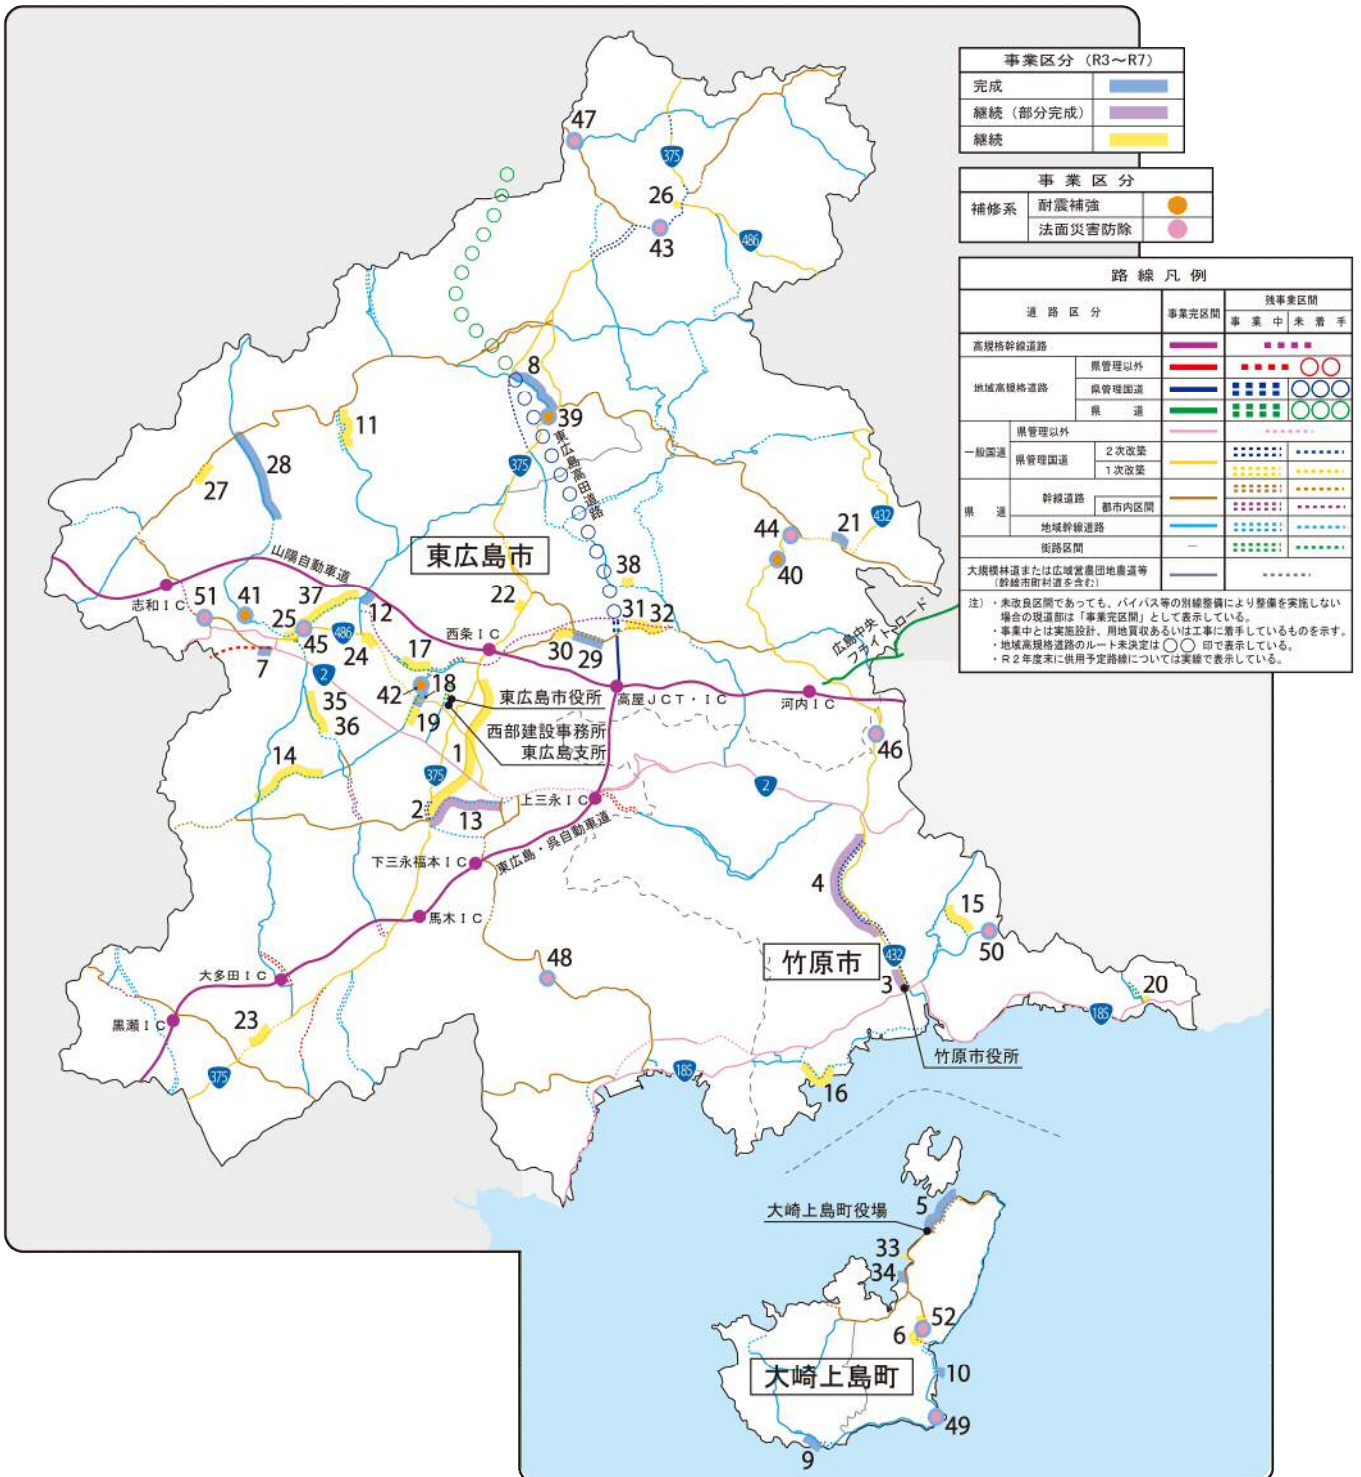 事業区分（R3～R7）
完成
継続（部分完成）
継続
事業区分
補修系
耐震補強
法面災害防除
路線凡例
道路区分
事業完区間
残事業区間
事業中
未着手
高規格幹線道路
地域高規格道路
県管理以外
県管理国道
県道
一般国道
県管理以外
県管理国道
2次改築
1次改築
県道
幹線道路
都市内区間
地域幹線道路
街路区間
大規模林道または広域営農団地農道等
（幹線市町村道を含む）
注）・未改良区間であっても、バイパス等の別線整備により整備を実施しない
場合の現道部は「事業完区間」として表示している。
・事業中とは実施設計、用地買収あるいは工事に着手しているものを示す。
・地域高規格道路のルート未決定は○○印で表示している。
・R2年度末に供用予定路線については実線で表示している。
47
375
26
43
486
8
39
11
28
27
375
東広島高田道路
44
21
432
40
東広島市
山陽自動車道
志和IC
51
41
37
12
25
45
486
24
17
22
38
31
32
30
29
西条IC
7
2
42
18
19
東広島市役所
西部建設事務所
東広島支所
高屋JCT・IC
河内IC
広島中央
フライトロード
46
35
36
14
1
375
2
13
上三永IC
2
東広島・呉自動車道
下三永福本IC
馬木IC
4
15
50
432
竹原市
3
48
大多田IC
黒瀬IC
23
375
20
185
竹原市役所
185
16
5
大崎上島町役場
33
34
52
6
大崎上島町
10
49
9